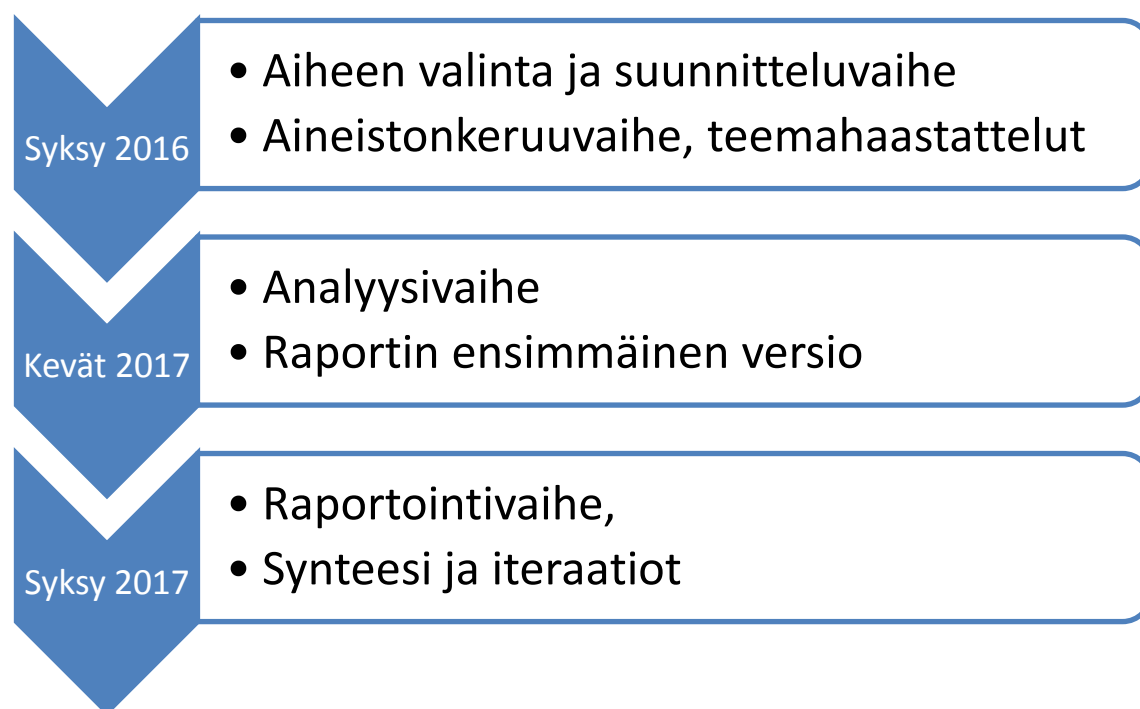 Syksy 2016
• Aiheen valinta ja suunnitteluvaihe
• Aineistonkeruuvaihe, teemahaastattelut
Kevät 2017
• Analyysivaihe
• Raportin ensimmäinen versio
Syksy 2017
• Raportointivaihe,
• Synteesi ja iteraatiot